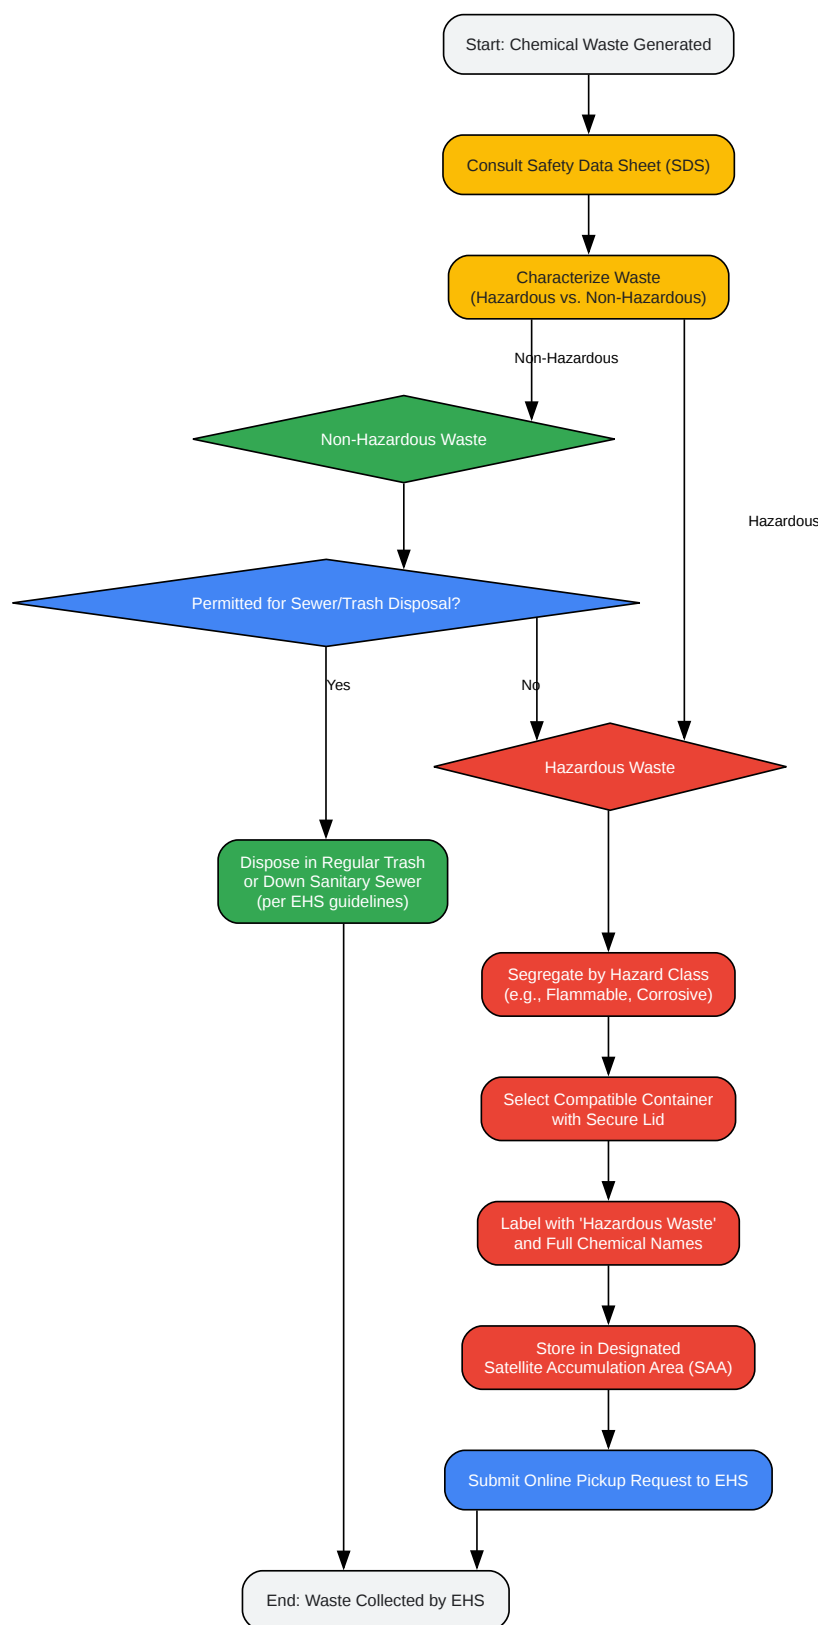 Start: Chemical Waste Generated
Consult Safety Data Sheet (SDS)
Characterize Waste
(Hazardous vs. Non-Hazardous)
Non-Hazardous
Non-Hazardous Waste
Hazardous
Permitted for Sewer/Trash Disposal?
Yes
No
Hazardous Waste
Dispose in Regular Trash
or Down Sanitary Sewer
(per EHS guidelines)
Segregate by Hazard Class
(e.g., Flammable, Corrosive)
Select Compatible Container
with Secure Lid
Label with 'Hazardous Waste'
and Full Chemical Names
Store in Designated
Satellite Accumulation Area (SAA)
Submit Online Pickup Request to EHS
End: Waste Collected by EHS